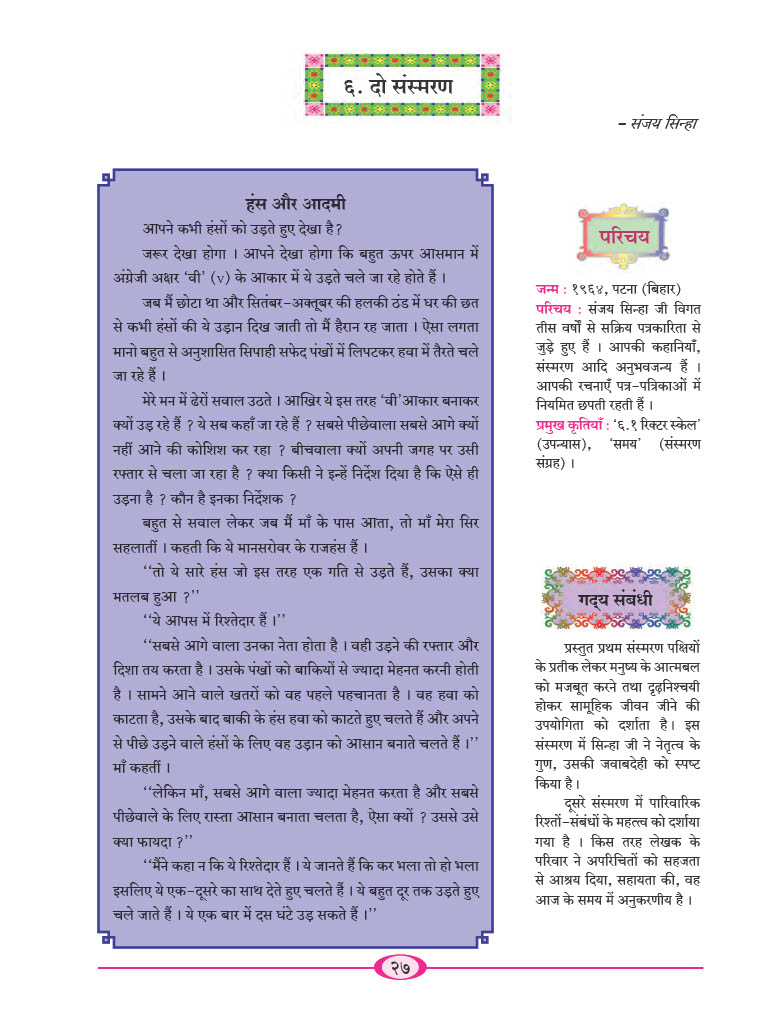 ६. दो संस्मरण
– संजय सिन्हा
हंस और आदमी
आपने कभी हंसों को उड़ते हुए देखा है?
जरूर देखा होगा । आपने देखा होगा कि बहुत ऊपर आसमान में
अंग्रेजी अक्षर ‘वी’ (v) के आकार में ये उड़ते चले जा रहे होते हैं ।
जब मैं छोटा था और सितंबर-अक्तूबर की हलकी ठंड में घर की छत
से कभी हंसों की ये उड़ान दिख जाती तो मैं हैरान रह जाता । ऐसा लगता
मानो बहुत से अनुशासित सिपाही सफेद पंखों में लिपटकर हवा में तैरते चले
जा रहे हैं ।
मेरे मन में ढेरों सवाल उठते । आखिर ये इस तरह ‘वी’आकार बनाकर
क्यों उड़ रहे हैं ? ये सब कहाँ जा रहे हैं ? सबसे पीछेवाला सबसे आगे क्यों
नहीं आने की कोशिश कर रहा ? बीचवाला क्यों अपनी जगह पर उसी
रफ्तार से चला जा रहा है ? क्या किसी ने इन्हें निर्देश दिया है कि ऐसे ही
उड़ना है ? कौन है इनका निर्देशक ?
बहुत से सवाल लेकर जब मैं माँ के पास आता, तो माँ मेरा सिर
सहलातीं । कहती कि ये मानसरोवर के राजहंस हैं ।
‘‘तो ये सारे हंस जो इस तरह एक गति से उड़ते हैं, उसका क्या
मतलब हुआ ?’’
‘‘ये आपस में रिश्तेदार हैं ।’’
‘‘सबसे आगे वाला उनका नेता होता है । वही उड़ने की रफ्तार और
दिशा तय करता है । उसके पंखों को बाकियों से ज्यादा मेहनत करनी होती
है । सामने आने वाले खतरों को वह पहले पहचानता है । वह हवा को
काटता है, उसके बाद बाकी के हंस हवा को काटते हुए चलते हैं और अपने
से पीछे उड़ने वाले हंसों के लिए वह उड़ान को आसान बनाते चलते हैं ।’’
माँ कहतीं ।
‘‘लेकिन माँ, सबसे आगे वाला ज्यादा मेहनत करता है और सबसे
पीछेवाले के लिए रास्ता आसान बनाता चलता है, ऐसा क्यों ? उससे उसे
क्या फायदा ?’’
‘‘मैंने कहा न कि ये रिश्तेदार हैं । ये जानते हैं कि कर भला तो हो भला
इसलिए ये एक-दूसरे का साथ देते हुए चलते हैं । ये बहुत दूर तक उड़ते हुए
चले जाते हैं । ये एक बार में दस घंटे उड़ सकते हैं ।’’
परिचय
जन्म : १९६४, पटना (बिहार)
परिचय : संजय सिन्हा जी विगत
तीस वर्षों से सक्रिय पत्रकारिता से
जुड़े हुए हैं । आपकी कहानियाँ,
संस्मरण आदि अनुभवजन्य हैं ।
आपकी रचनाएँ पत्र-पत्रिकाओं में
नियमित छपती रहती हैं ।
प्रमुख कृतियाँ : ‘६.१ रिक्टर स्केल’
(उपन्यास), ‘समय’ (संस्मरण
संग्रह) ।
गद्य संबंधी
प्रस्तुत प्रथम संस्मरण पक्षियों
के प्रतीक लेकर मनुष्य के आत्मबल
को मजबूत करने तथा दृढ़निश्चयी
होकर सामूहिक जीवन जीने की
उपयोगिता को दर्शाता है। इस
संस्मरण में सिन्हा जी ने नेतृत्व के
गुण, उसकी जवाबदेही को स्पष्ट
किया है।
दूसरे संस्मरण में पारिवारिक
रिश्तों-संबंधों के महत्त्व को दर्शाया
गया है । किस तरह लेखक के
परिवार ने अपरिचितों को सहजता
से आश्रय दिया, सहायता की, वह
आज के समय में अनुकरणीय है ।
२७